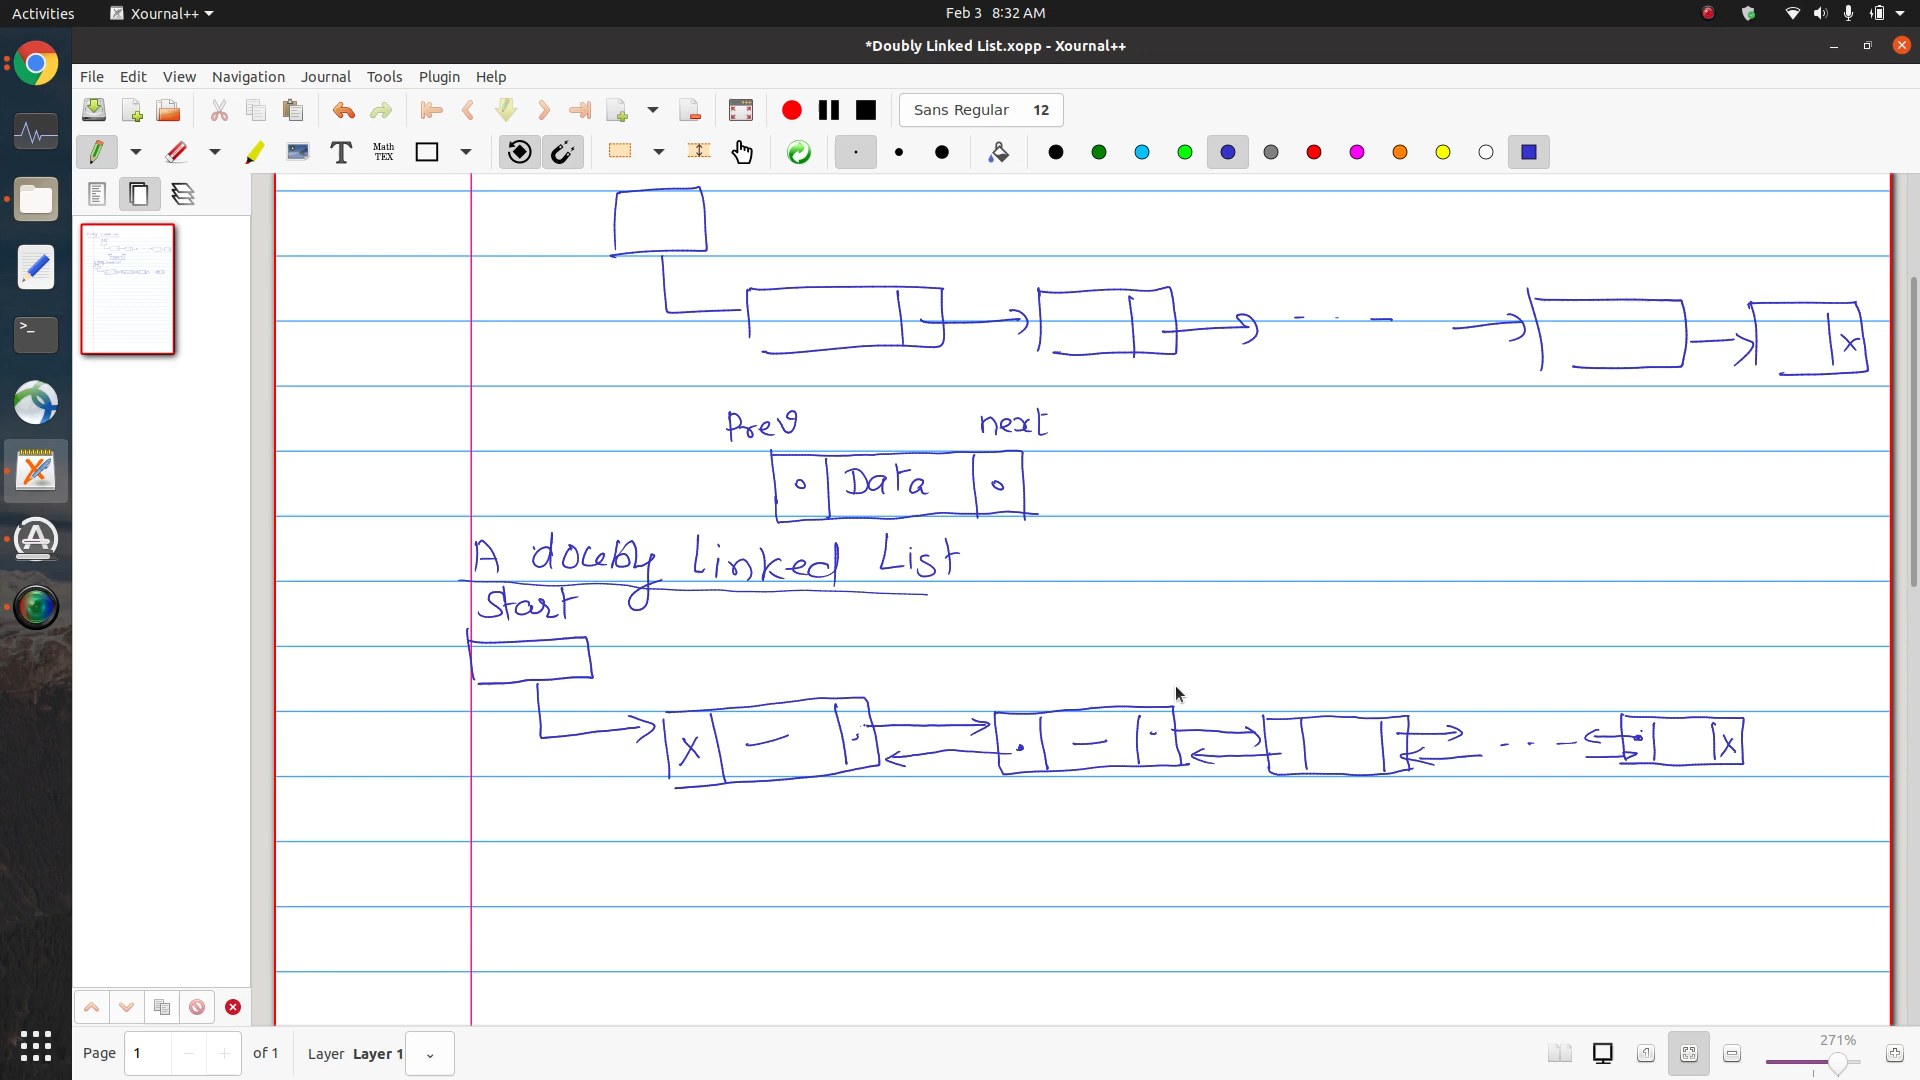 Activities Xournal++ Feb 3 8:32 AM
*Doubly Linked List.xopp - Xournal++
File Edit View Navigation Journal Tools Plugin Help
Sans Regular 12
Math TEX
X
Prev next
Data
A doubly Linked List
Start
X X
Page 1 of 1 Layer Layer 1 271%